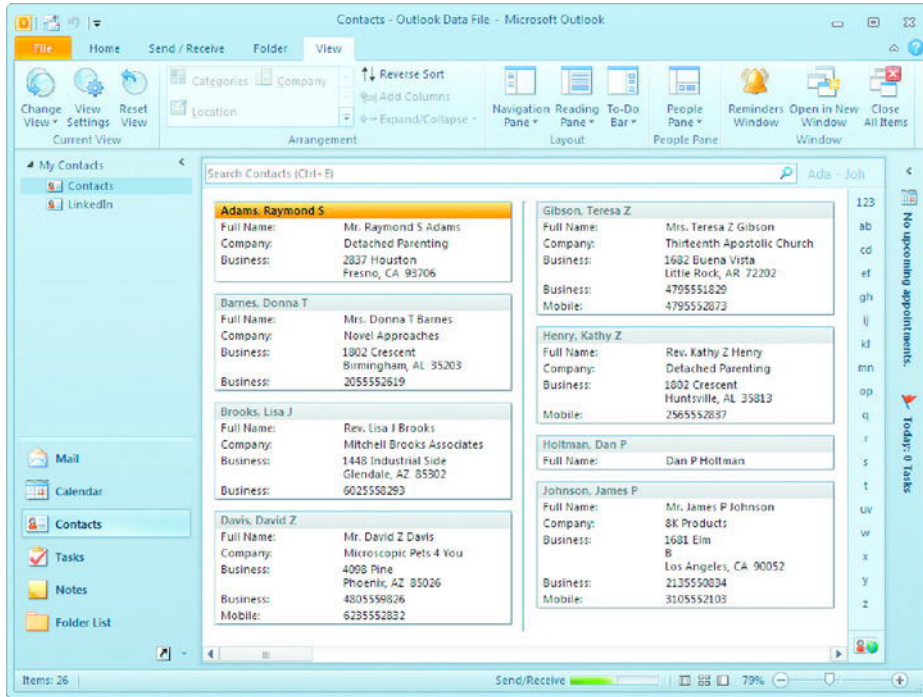 Contacts - Outlook Data File - Microsoft Outlook
File Home Send / Receive Folder View
Change View View Settings Reset View
Current View
Categories Company
Location
Reverse Sort
Add Columns
Expand/Collapse
Arrangement
Navigation Pane Reading Pane To-Do Bar
Layout
People Pane
People Pane
Reminders Window Open in New Window Close All Items
Window
My Contacts
Contacts
LinkedIn
Mail
Calendar
Contacts
Tasks
Notes
Folder List
Search Contacts (Ctrl+E)
Ada - Joh
Adams, Raymond S
Full Name: Mr. Raymond S Adams
Company: Detached Parenting
Business: 2837 Houston
Fresno, CA 93706
Barnes, Donna T
Full Name: Mrs. Donna T Barnes
Company: Novel Approaches
Business: 1802 Crescent
Birmingham, AL 35203
Business: 2055552619
Brooks, Lisa J
Full Name: Rev. Lisa J Brooks
Company: Mitchell Brooks Associates
Business: 1448 Industrial Side
Glendale, AZ 85302
Business: 6025558293
Davis, David Z
Full Name: Mr. David Z Davis
Company: Microscopic Pets 4 You
Business: 4098 Pine
Phoenix, AZ 85026
Business: 4805559826
Mobile: 6235552832
Gibson, Teresa Z
Full Name: Mrs. Teresa Z Gibson
Company: Thirteenth Apostolic Church
Business: 1682 Buena Vista
Little Rock, AR 72202
Business: 4795551829
Mobile: 4795552873
Henry, Kathy Z
Full Name: Rev. Kathy Z Henry
Company: Detached Parenting
Business: 1802 Crescent
Huntsville, AL 35813
Mobile: 2565552837
Holtman, Dan P
Full Name: Dan P Holtman
Johnson, James P
Full Name: Mr. James P Johnson
Company: 8K Products
Business: 1681 Elm
B
Los Angeles, CA 90052
Business: 2135550834
Mobile: 3105552103
123
ab
cd
ef
gh
ij
kl
mn
op
q
r
s
t
uv
w
x
y
z
No upcoming appointments.
Today: 0 Tasks
Items: 26
Send/Receive
79%